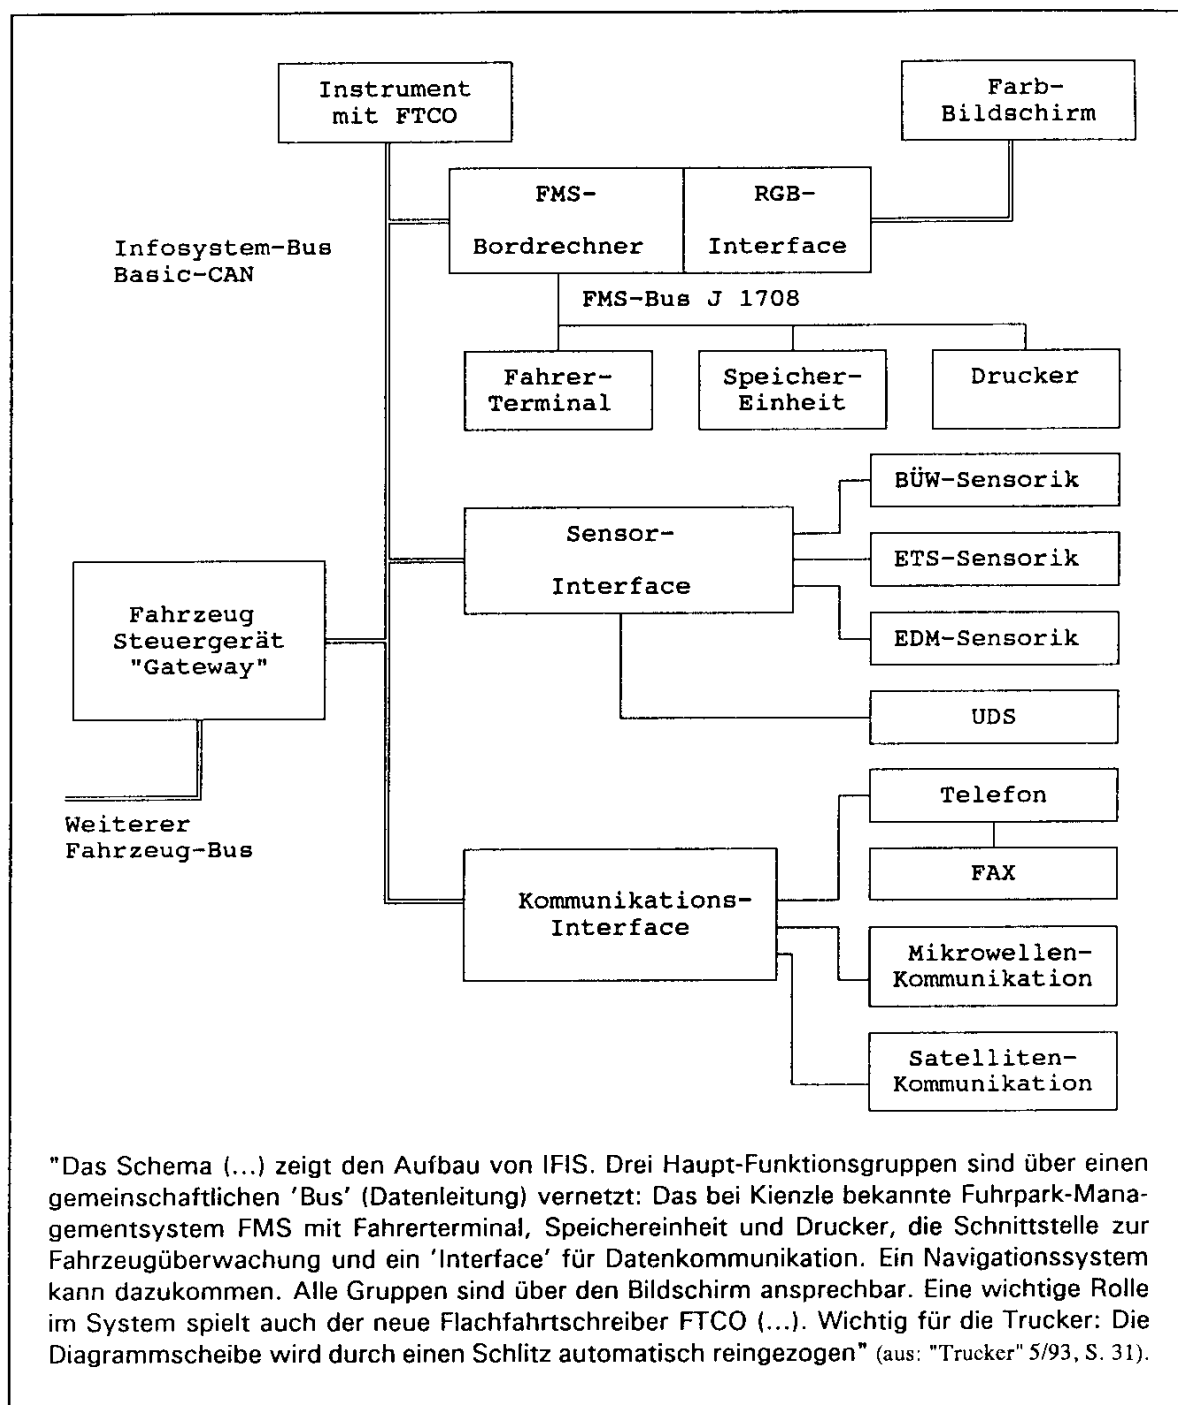 Instrument
mit FTCO
Farb-
Bildschirm
FMS-
Bordrechner
RGB-
Interface
Infosystem-Bus
Basic-CAN
FMS-Bus J 1708
Fahrer-
Terminal
Speicher-
Einheit
Drucker
BÜW-Sensorik
Sensor-
Interface
ETS-Sensorik
EDM-Sensorik
Fahrzeug
Steuergerät
"Gateway"
UDS
Weiterer
Fahrzeug-Bus
Telefon
FAX
Kommunikations-
Interface
Mikrowellen-
Kommunikation
Satelliten-
Kommunikation
"Das Schema (...) zeigt den Aufbau von IFIS. Drei Haupt-Funktionsgruppen sind über einen
gemeinschaftlichen 'Bus' (Datenleitung) vernetzt: Das bei Kienzle bekannte Fuhrpark-Mana-
gementsystem FMS mit Fahrerterminal, Speichereinheit und Drucker, die Schnittstelle zur
Fahrzeugüberwachung und ein 'Interface' für Datenkommunikation. Ein Navigationssystem
kann dazukommen. Alle Gruppen sind über den Bildschirm ansprechbar. Eine wichtige Rolle
im System spielt auch der neue Flachfahrtschreiber FTCO (...). Wichtig für die Trucker: Die
Diagrammscheibe wird durch einen Schlitz automatisch reingezogen" (aus: "Trucker" 5/93, S. 31).